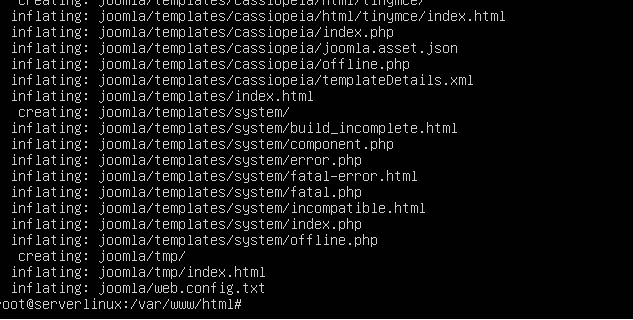 creating: joomla/templates/cassiopeia/html/tinymce/
inflating: joomla/templates/cassiopeia/html/tinymce/index.html
inflating: joomla/templates/cassiopeia/index.php
inflating: joomla/templates/cassiopeia/joomla.asset.json
inflating: joomla/templates/cassiopeia/offline.php
inflating: joomla/templates/cassiopeia/templateDetails.xml
inflating: joomla/templates/index.html
creating: joomla/templates/system/
inflating: joomla/templates/system/build_incomplete.html
inflating: joomla/templates/system/component.php
inflating: joomla/templates/system/error.php
inflating: joomla/templates/system/fatal-error.html
inflating: joomla/templates/system/fatal.php
inflating: joomla/templates/system/incompatible.html
inflating: joomla/templates/system/index.php
inflating: joomla/templates/system/offline.php
creating: joomla/tmp/
inflating: joomla/tmp/index.html
inflating: joomla/web.config.txt
root@serverlinux:/var/www/html#